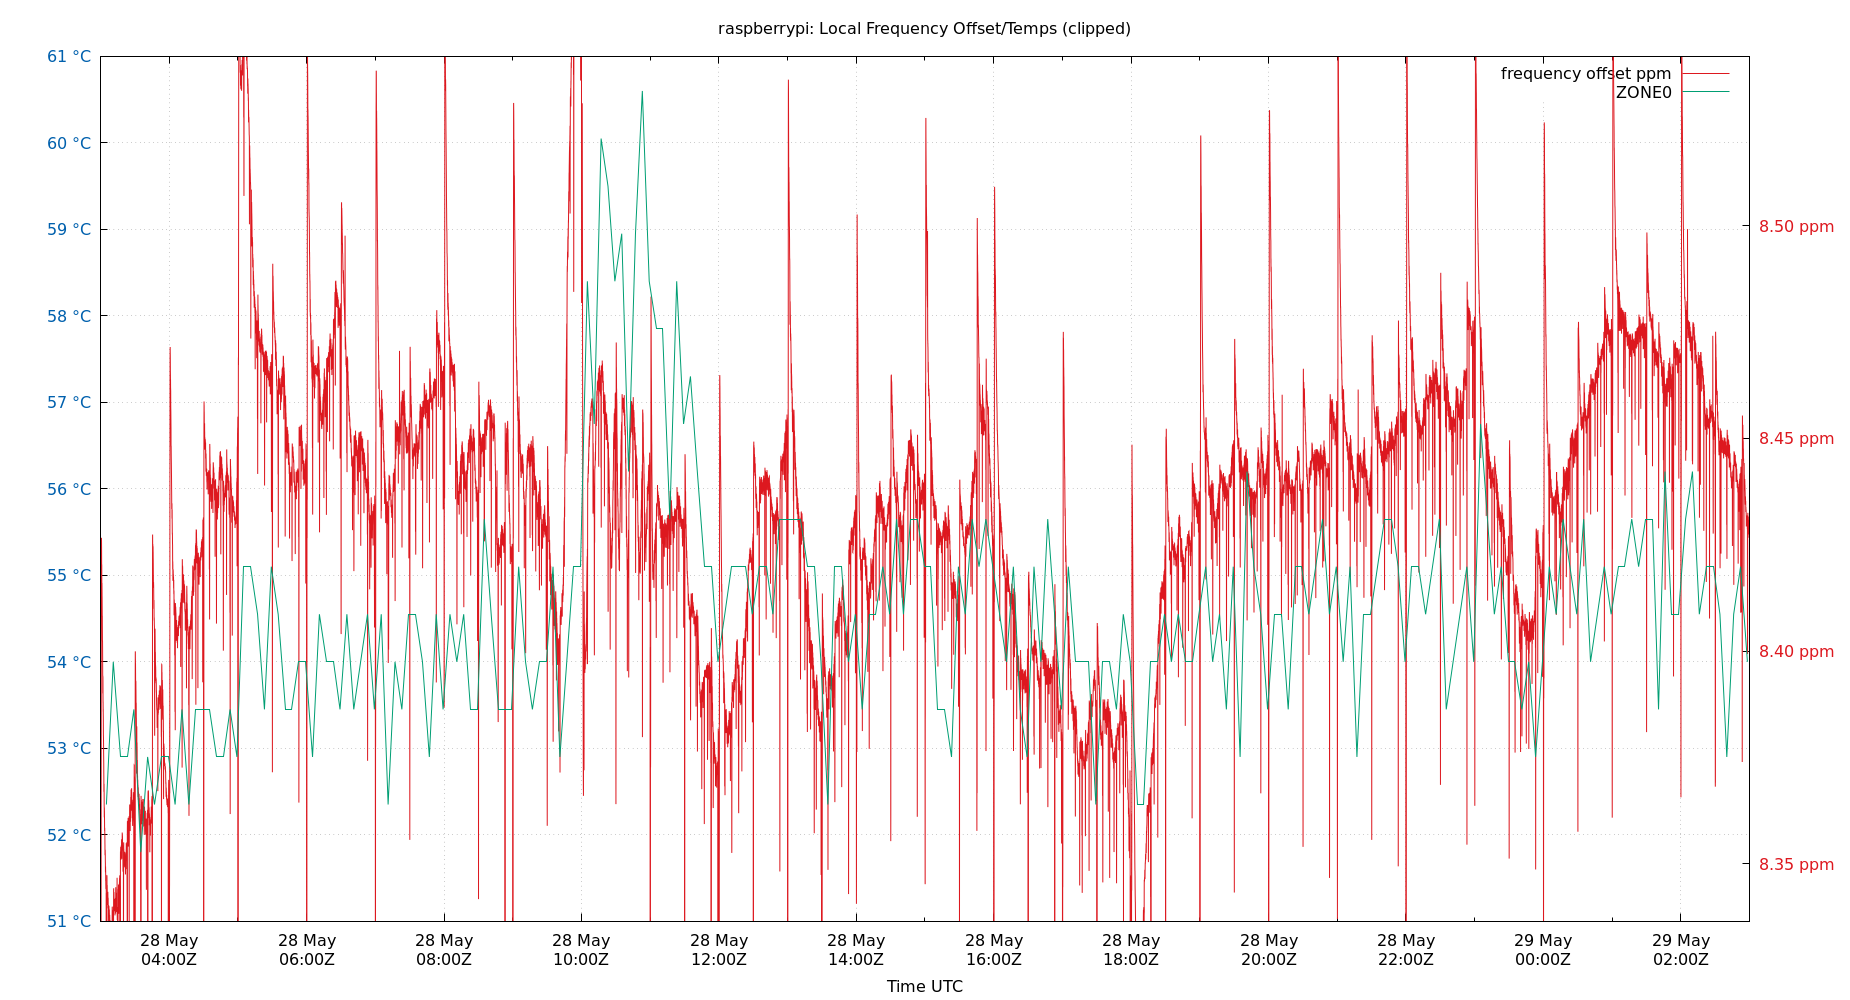 raspberrypi: Local Frequency Offset/Temps (clipped)
frequency offset ppm
ZONE0
61 °C
60 °C
59 °C
58 °C
57 °C
56 °C
55 °C
54 °C
53 °C
52 °C
51 °C
8.50 ppm
8.45 ppm
8.40 ppm
8.35 ppm
28 May 28 May 28 May 28 May 28 May 28 May 28 May 28 May 28 May 28 May 29 May 29 May
04:00Z 06:00Z 08:00Z 10:00Z 12:00Z 14:00Z 16:00Z 18:00Z 20:00Z 22:00Z 00:00Z 02:00Z
Time UTC